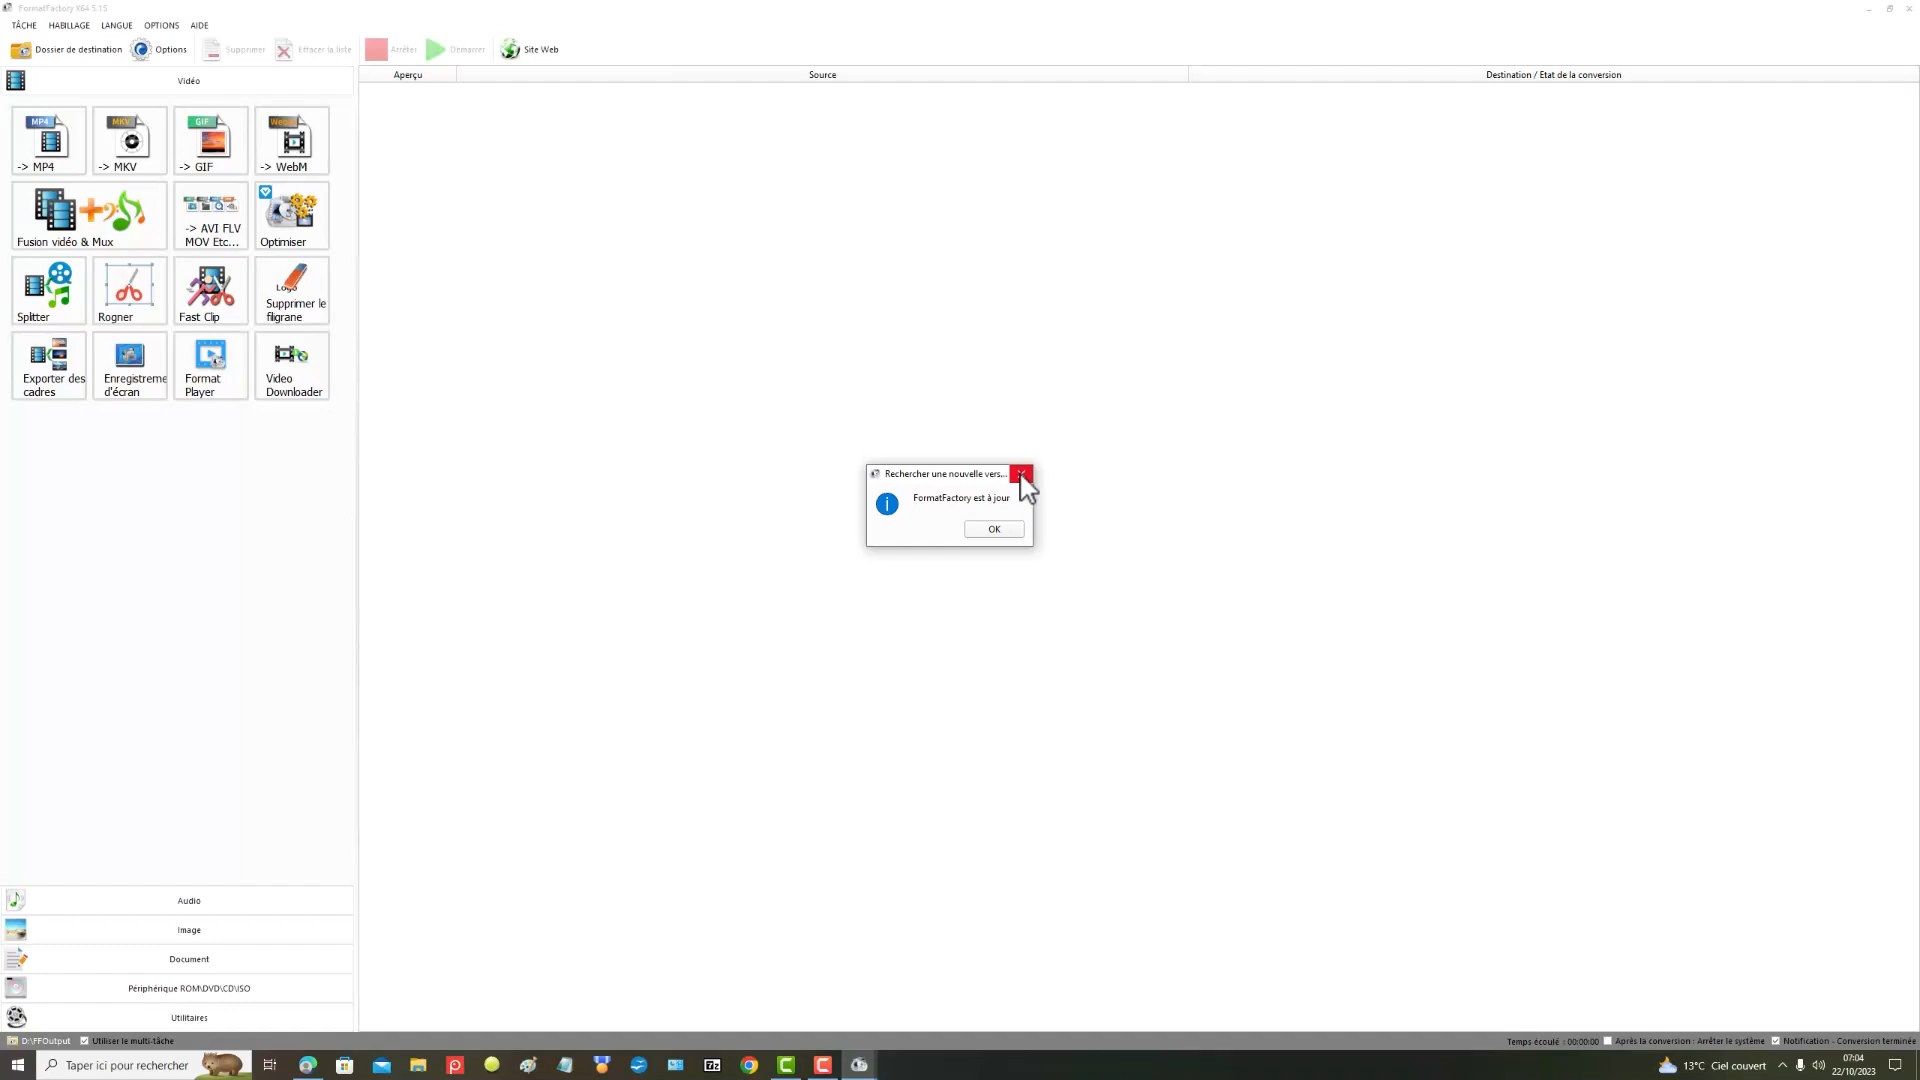 FormatFactory X64 5.15
TÂCHE HABILLAGE LANGUE OPTIONS AIDE
Dossier de destination Options Supprimer Effacer la liste Arrêter Démarrer Site Web
Vidéo
Aperçu Source Destination / Etat de la conversion
MP4 MKV GIF WebM
-> MP4 -> MKV -> GIF -> WebM
Fusion vidéo & Mux
-> AVI FLV
MOV Etc...
Optimiser
Splitter
Rogner
Fast Clip
Logo
Supprimer le
filigrane
Exporter des
cadres
Enregistreme
d'écran
Format
Player
Video
Downloader
Rechercher une nouvelle vers...
FormatFactory est à jour
OK
Audio
Image
Document
Périphérique ROM\DVD\CD\ISO
Utilitaires
D:\FFOutput Utiliser le multi-tâche
Temps écoulé : 00:00:00 Après la conversion : Arrêter le système Notification - Conversion terminée
Taper ici pour rechercher
7z
13°C Ciel couvert
07:04
22/10/2023